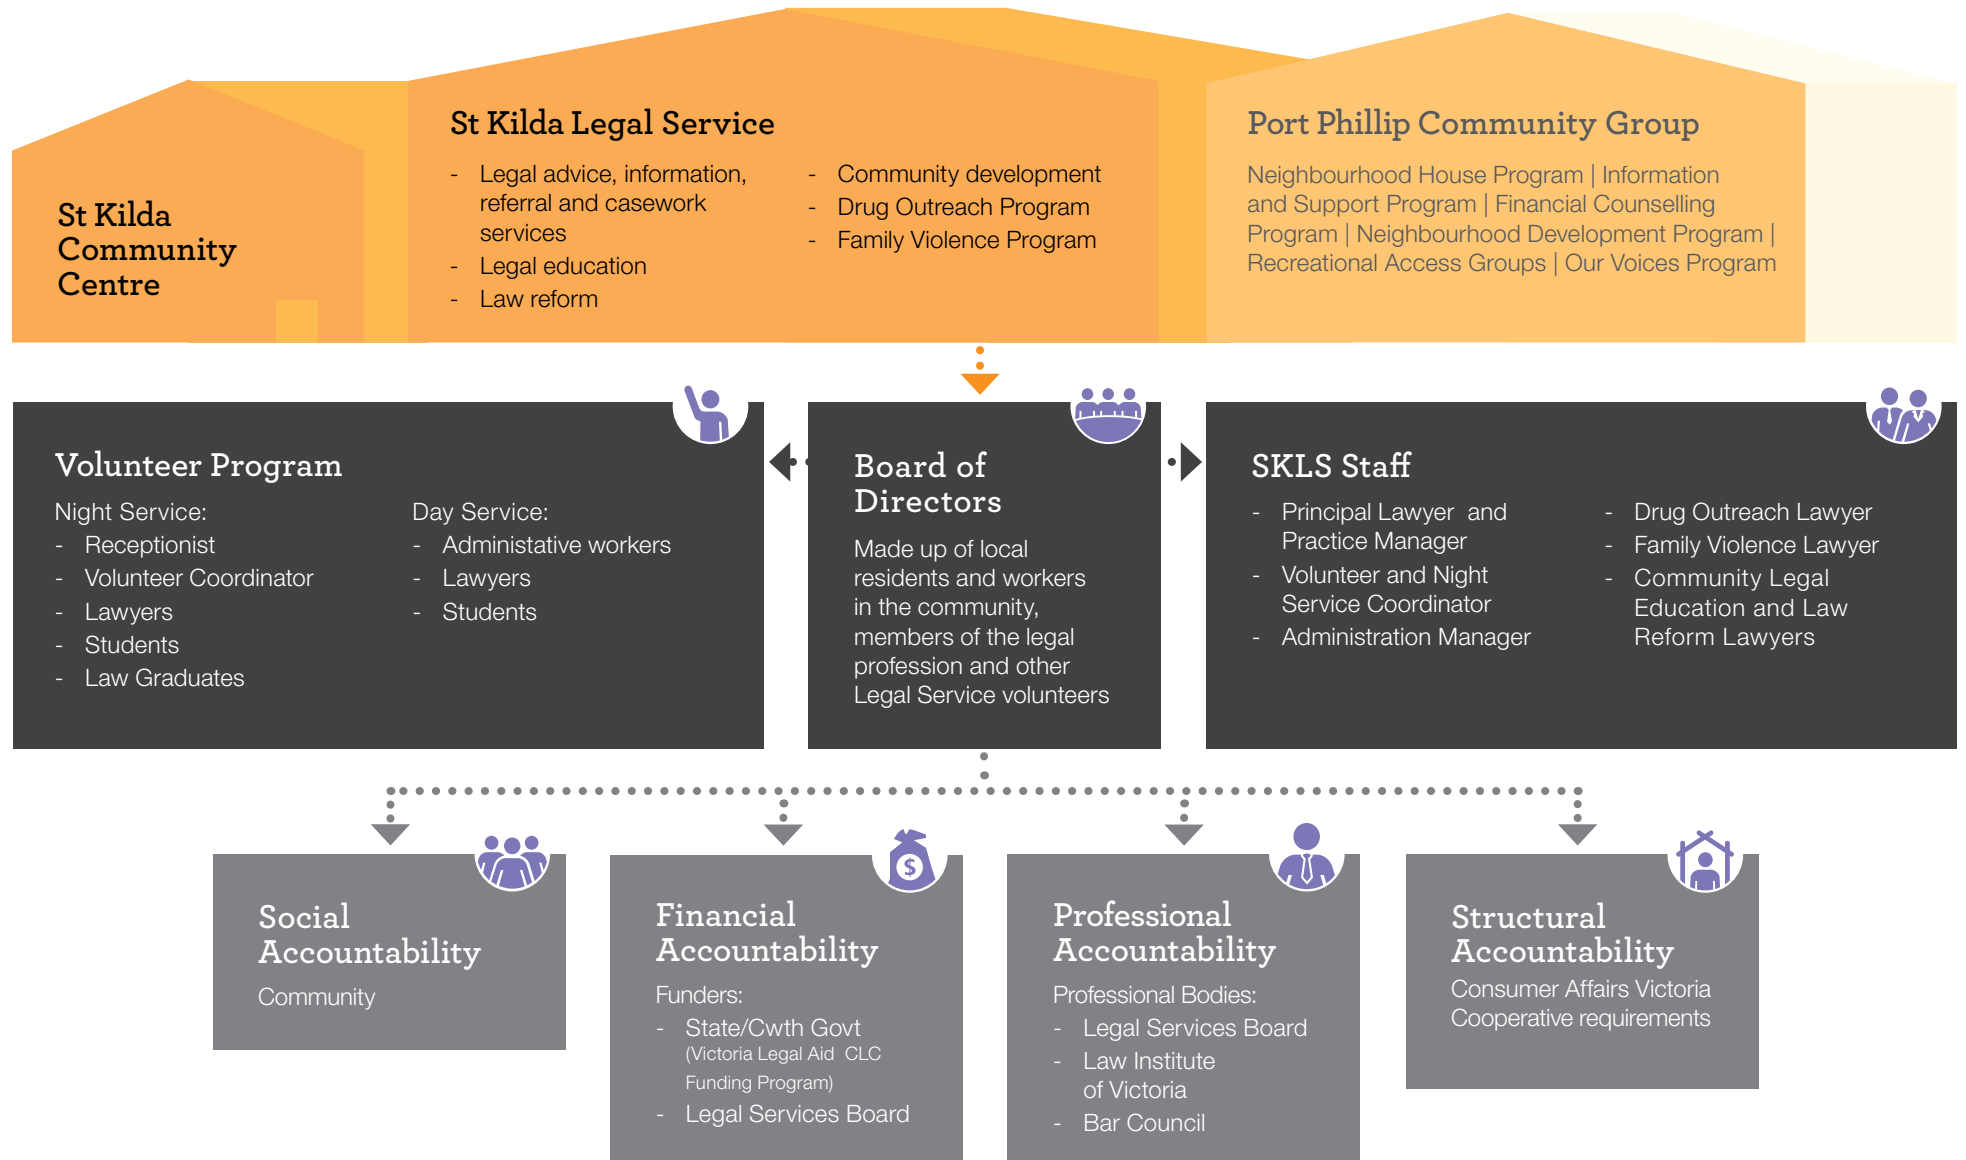 St Kilda
Community
Centre
St Kilda Legal Service
- Legal advice, information,
referral and casework
services
- Legal education
- Law reform
- Community development
- Drug Outreach Program
- Family Violence Program
Port Phillip Community Group
Neighbourhood House Program | Information
and Support Program | Financial Counselling
Program | Neighbourhood Development Program |
Recreational Access Groups | Our Voices Program
Volunteer Program
Night Service:
- Receptionist
- Volunteer Coordinator
- Lawyers
- Students
- Law Graduates
Day Service:
- Administative workers
- Lawyers
- Students
Board of
Directors
Made up of local
residents and workers
in the community,
members of the legal
profession and other
Legal Service volunteers
SKLS Staff
- Principal Lawyer and
Practice Manager
- Volunteer and Night
Service Coordinator
- Administration Manager
- Drug Outreach Lawyer
- Family Violence Lawyer
- Community Legal
Education and Law
Reform Lawyers
Social
Accountability
Community
Financial
Accountability
Funders:
- State/Cwth Govt
(Victoria Legal Aid CLC
Funding Program)
- Legal Services Board
$
Professional
Accountability
Professional Bodies:
- Legal Services Board
- Law Institute
of Victoria
- Bar Council
Structural
Accountability
Consumer Affairs Victoria
Cooperative requirements